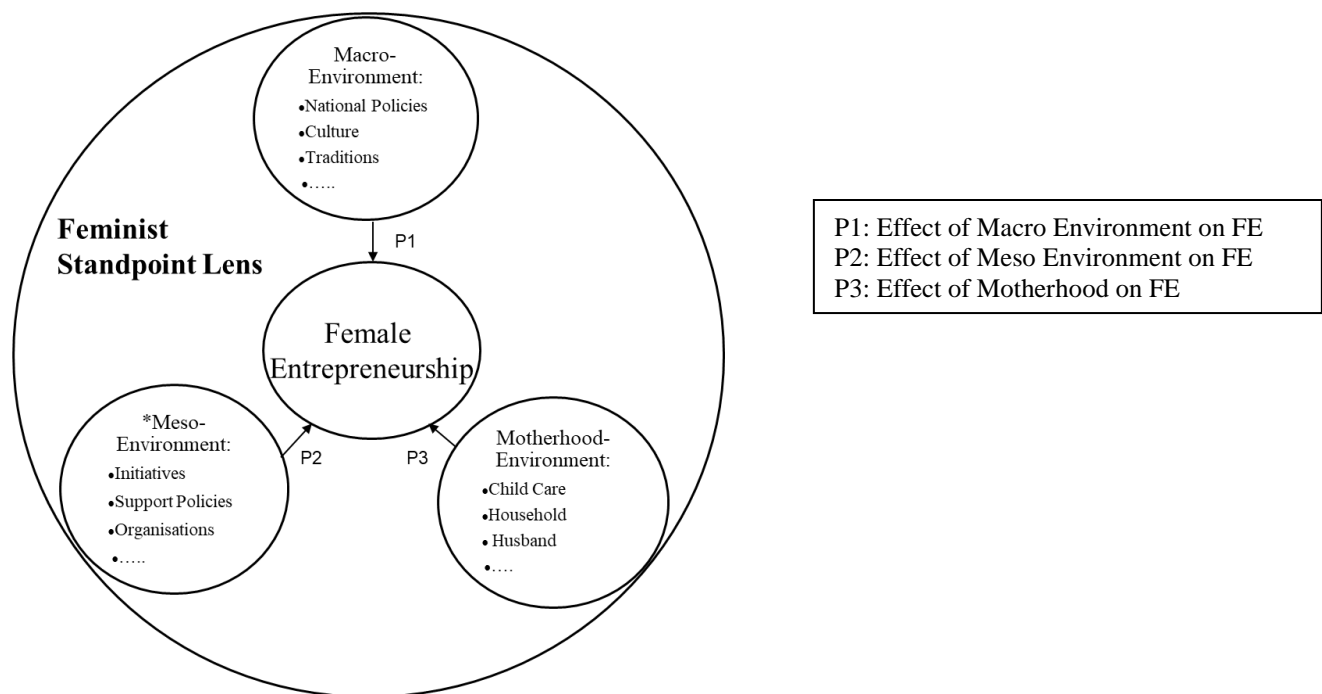 Macro-
Environment:
•National Policies
•Culture
•Traditions
•…..
P1
Feminist
Standpoint Lens
Female
Entrepreneurship
*Meso-
Environment:
•Initiatives
•Support Policies
•Organisations
•…..
P2
P3
Motherhood-
Environment:
•Child Care
•Household
• Husband
•….
P1: Effect of Macro Environment on FE
P2: Effect of Meso Environment on FE
P3: Effect of Motherhood on FE